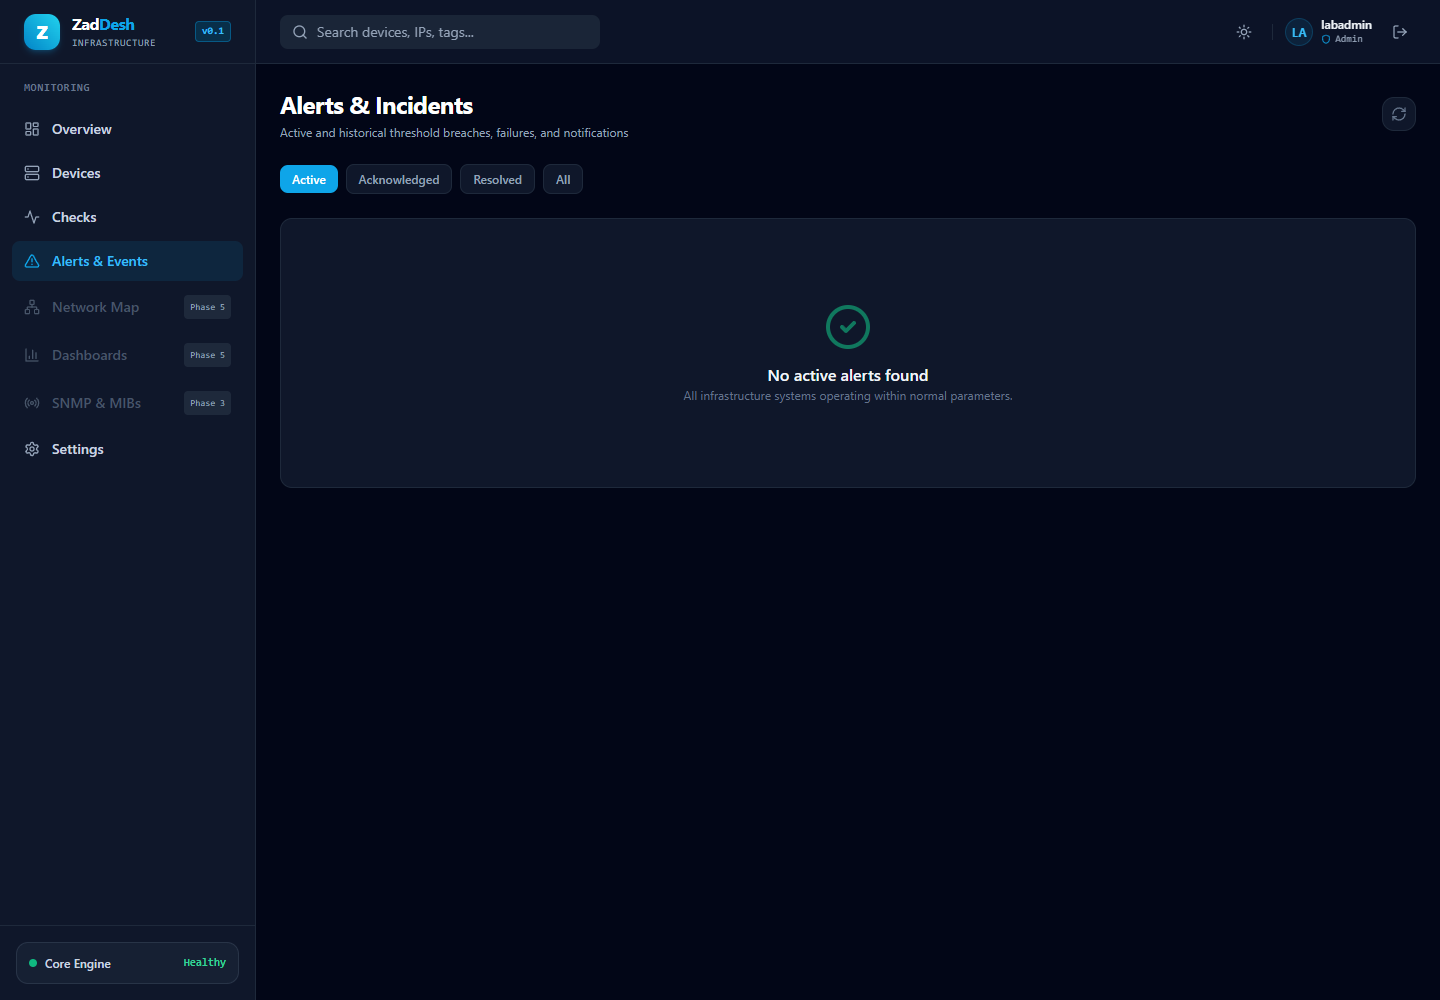 Z
ZadDesh
INFRASTRUCTURE
v0.1
Search devices, IPs, tags...
LA
labadmin
Admin
MONITORING
Overview
Devices
Checks
Alerts & Events
Network Map
Phase 5
Dashboards
Phase 5
SNMP & MIBs
Phase 3
Settings
Core Engine
Healthy
Alerts & Incidents
Active and historical threshold breaches, failures, and notifications
Active
Acknowledged
Resolved
All
No active alerts found
All infrastructure systems operating within normal parameters.